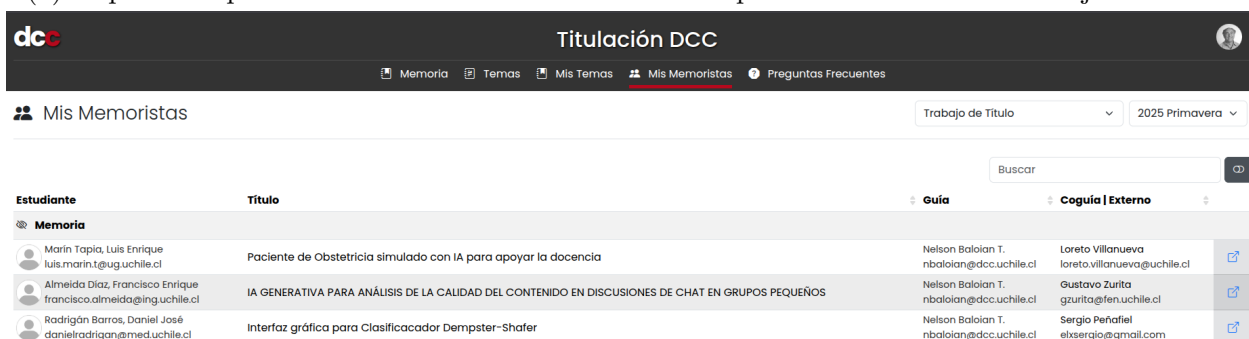 dcc
Titulación DCC
Memoria Temas Mis Temas Mis Memoristas Preguntas Frecuentes
Mis Memoristas
Trabajo de Título 2025 Primavera
Buscar
Estudiante Título Guía Coguía | Externo
Memoria
Marín Tapia, Luis Enrique
luis.marin.t@ug.uchile.cl
Paciente de Obstetricia simulado con IA para apoyar la docencia
Nelson Baloian T.
nbaloian@dcc.uchile.cl
Loreto Villanueva
loreto.villanueva@uchile.cl
Almeida Díaz, Francisco Enrique
francisco.almeida@ing.uchile.cl
IA GENERATIVA PARA ANÁLISIS DE LA CALIDAD DEL CONTENIDO EN DISCUSIONES DE CHAT EN GRUPOS PEQUEÑOS
Nelson Baloian T.
nbaloian@dcc.uchile.cl
Gustavo Zurita
gzurita@fen.uchile.cl
Radrigán Barros, Daniel José
danielradrigan@med.uchile.cl
Interfaz gráfica para Clasificacador Dempster-Shafer
Nelson Baloian T.
nbaloian@dcc.uchile.cl
Sergio Peñafiel
elxsergio@gmail.com